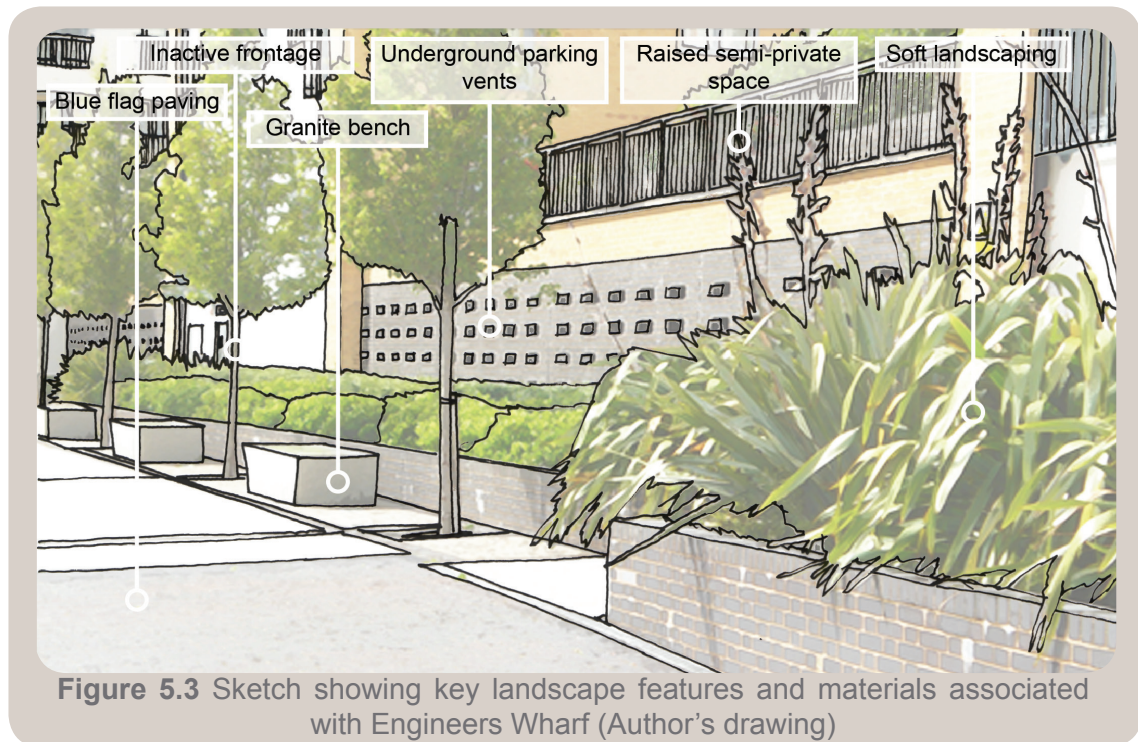 Inactive frontage
Underground parking
vents
Raised semi-private
space
Soft landscaping
Blue flag paving
Granite bench
Figure 5.3 Sketch showing key landscape features and materials associated
with Engineers Wharf (Author's drawing)